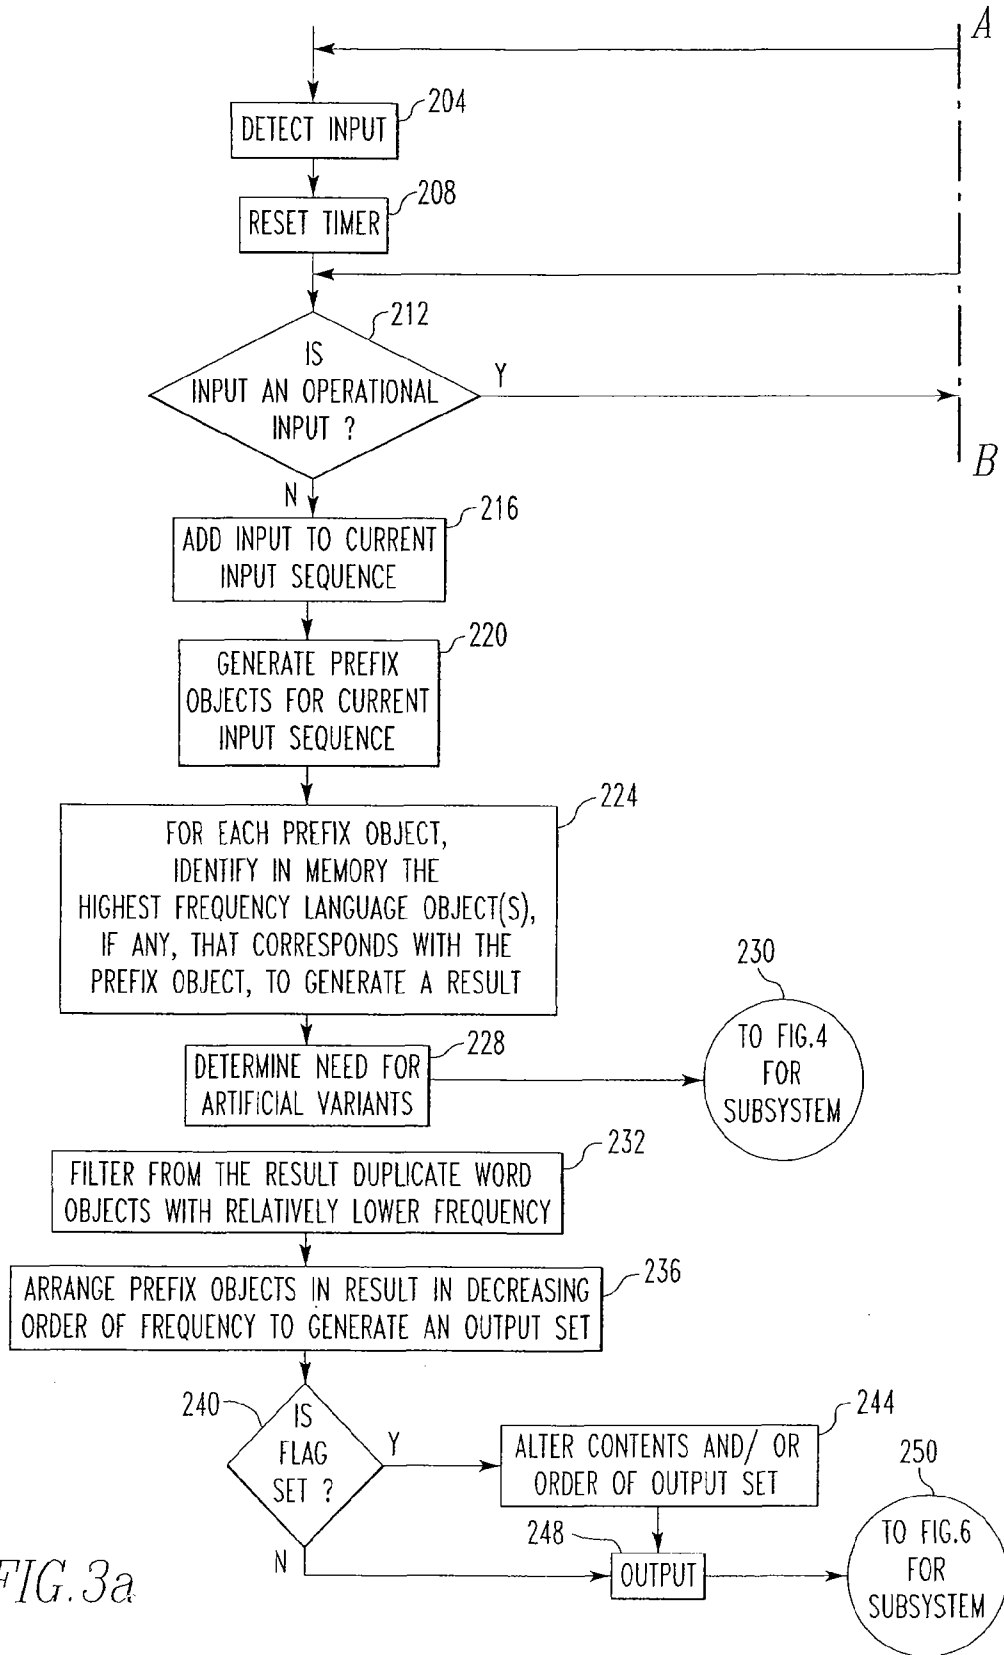 A
204
DETECT INPUT
208
RESET TIMER
212
IS
INPUT AN OPERATIONAL
INPUT ?
Y
B
N
216
ADD INPUT TO CURRENT
INPUT SEQUENCE
220
GENERATE PREFIX
OBJECTS FOR CURRENT
INPUT SEQUENCE
224
FOR EACH PREFIX OBJECT,
IDENTIFY IN MEMORY THE
HIGHEST FREQUENCY LANGUAGE OBJECT(S),
IF ANY, THAT CORRESPONDS WITH THE
PREFIX OBJECT, TO GENERATE A RESULT
228
DETERMINE NEED FOR
ARTIFICIAL VARIANTS
230
TO FIG.4
FOR
SUBSYSTEM
232
FILTER FROM THE RESULT DUPLICATE WORD
OBJECTS WITH RELATIVELY LOWER FREQUENCY
236
ARRANGE PREFIX OBJECTS IN RESULT IN DECREASING
ORDER OF FREQUENCY TO GENERATE AN OUTPUT SET
240
IS
FLAG
SET ?
Y
244
ALTER CONTENTS AND/ OR
ORDER OF OUTPUT SET
N
248
OUTPUT
250
TO FIG.6
FOR
SUBSYSTEM
FIG.3a